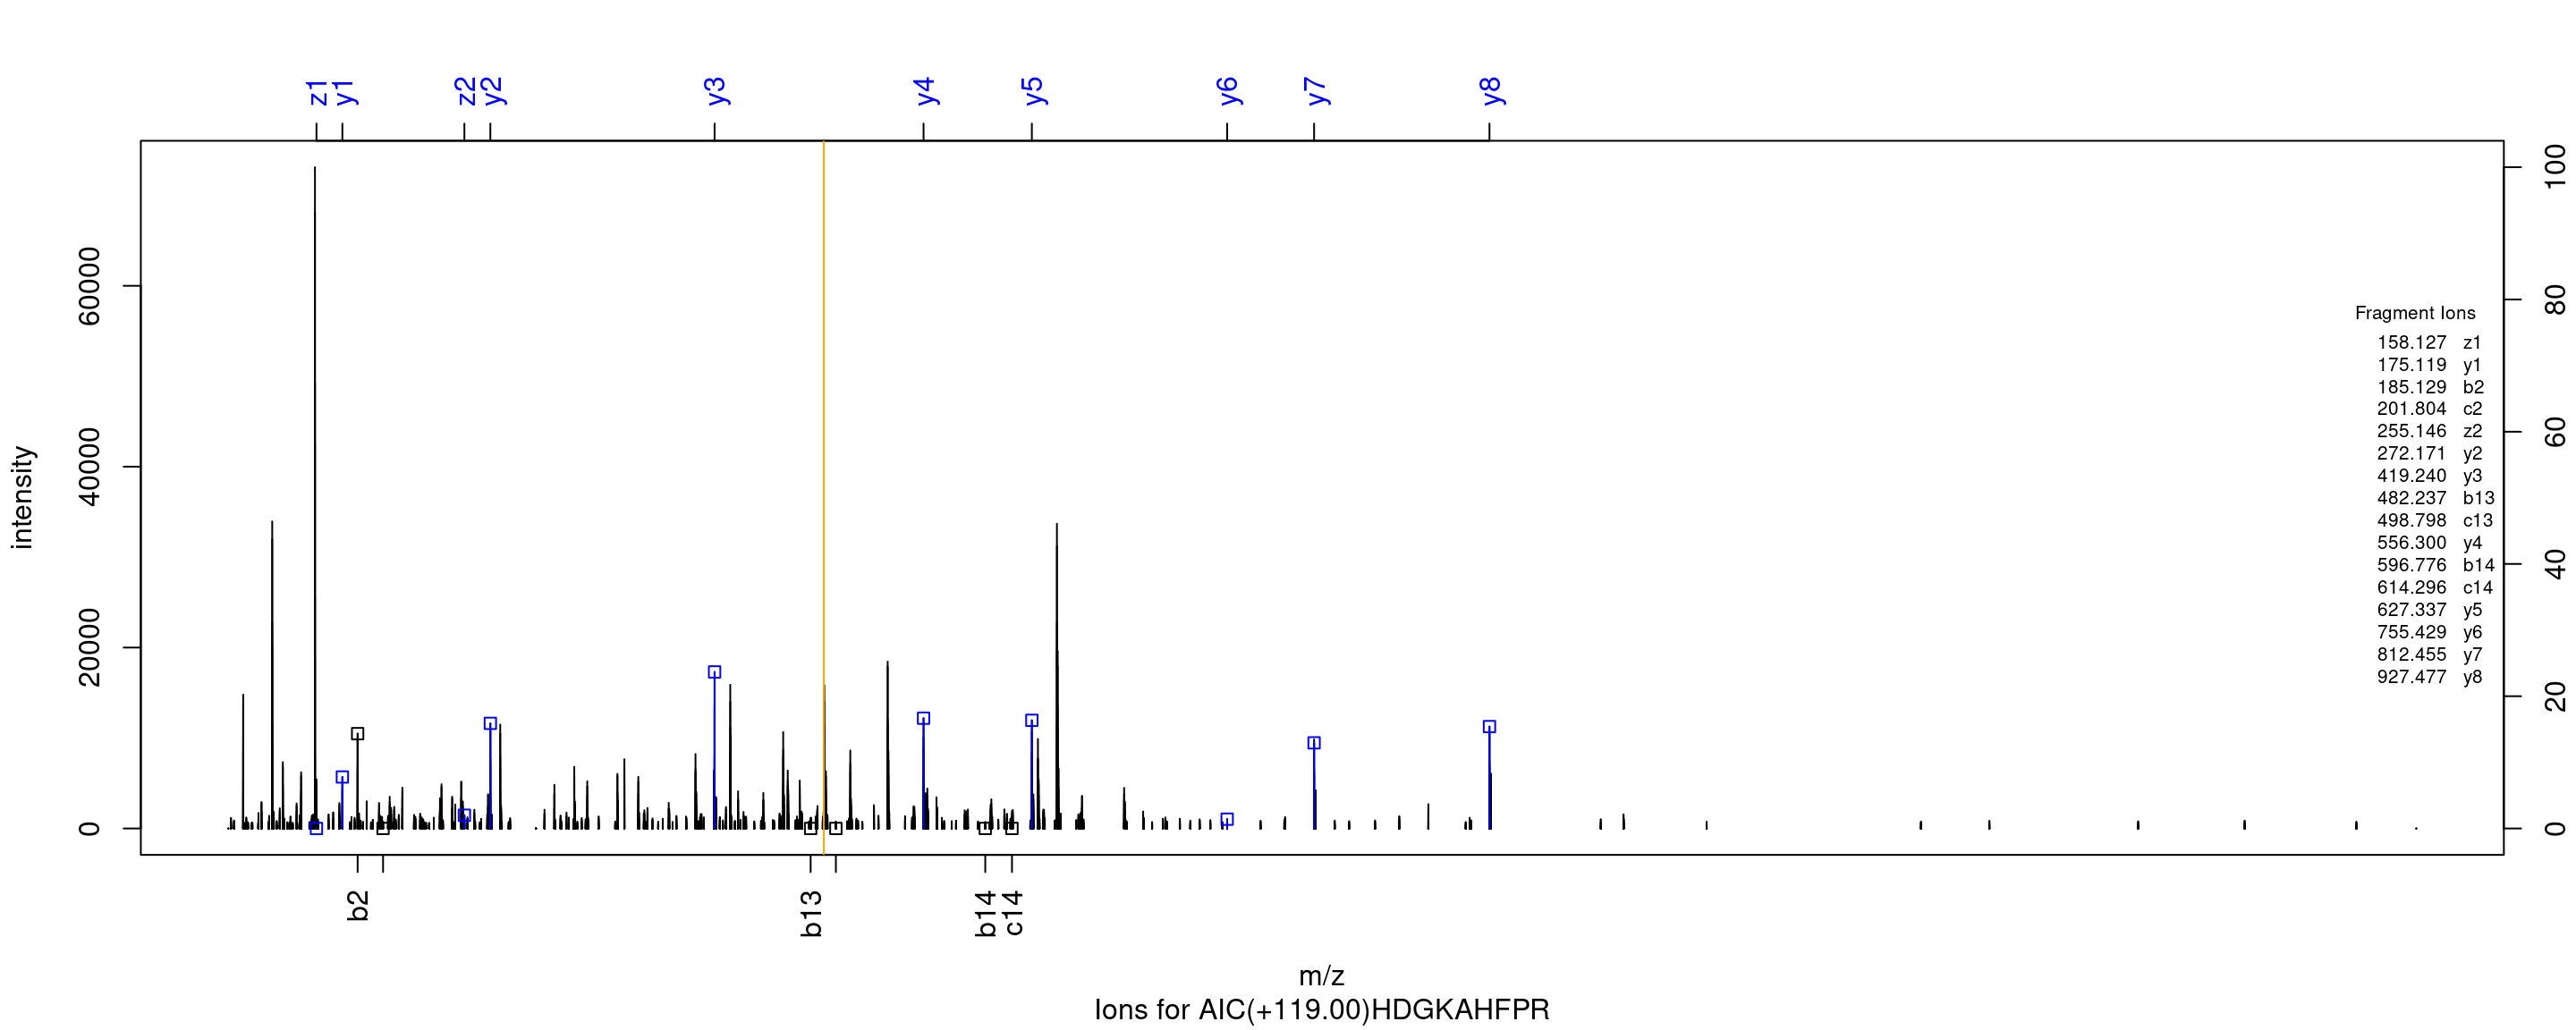 z1 y1 z2 y2 y3 y4 y5 y6 y7 y8
intensity
0 20000 40000 60000
0 20 40 60 80 100
Fragment Ions
158.127 z1
175.119 y1
185.129 b2
201.804 c2
255.146 z2
272.171 y2
419.240 y3
482.237 b13
498.798 c13
556.300 y4
596.776 b14
614.296 c14
627.337 y5
755.429 y6
812.455 y7
927.477 y8
b2 b13 b14 c14
m/z
Ions for AIC(+119.00)HDGKAHFPR